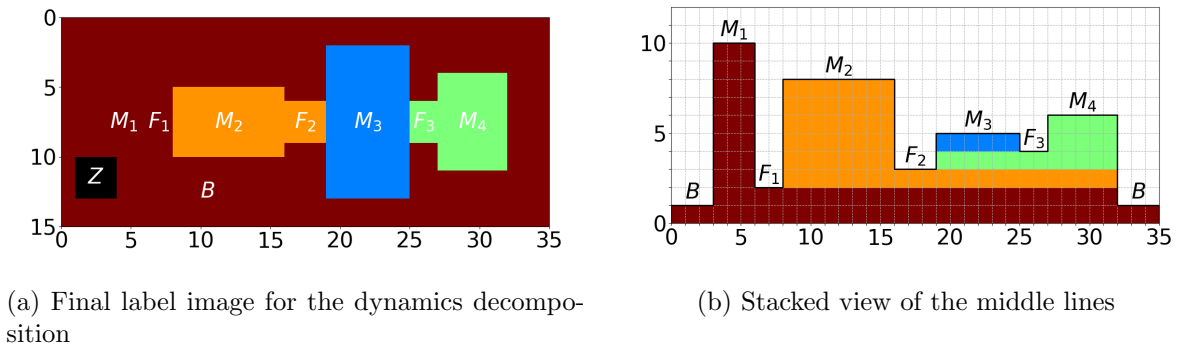 0
5
10
15
0 5 10 15 20 25 30 35
M1 F1 M2 F2 M3 F3 M4
Z
B
10
5
0
0 5 10 15 20 25 30 35
M1
M2
M4
M3
F3
F2
F1
B B
(a) Final label image for the dynamics decompo-
sition
(b) Stacked view of the middle lines